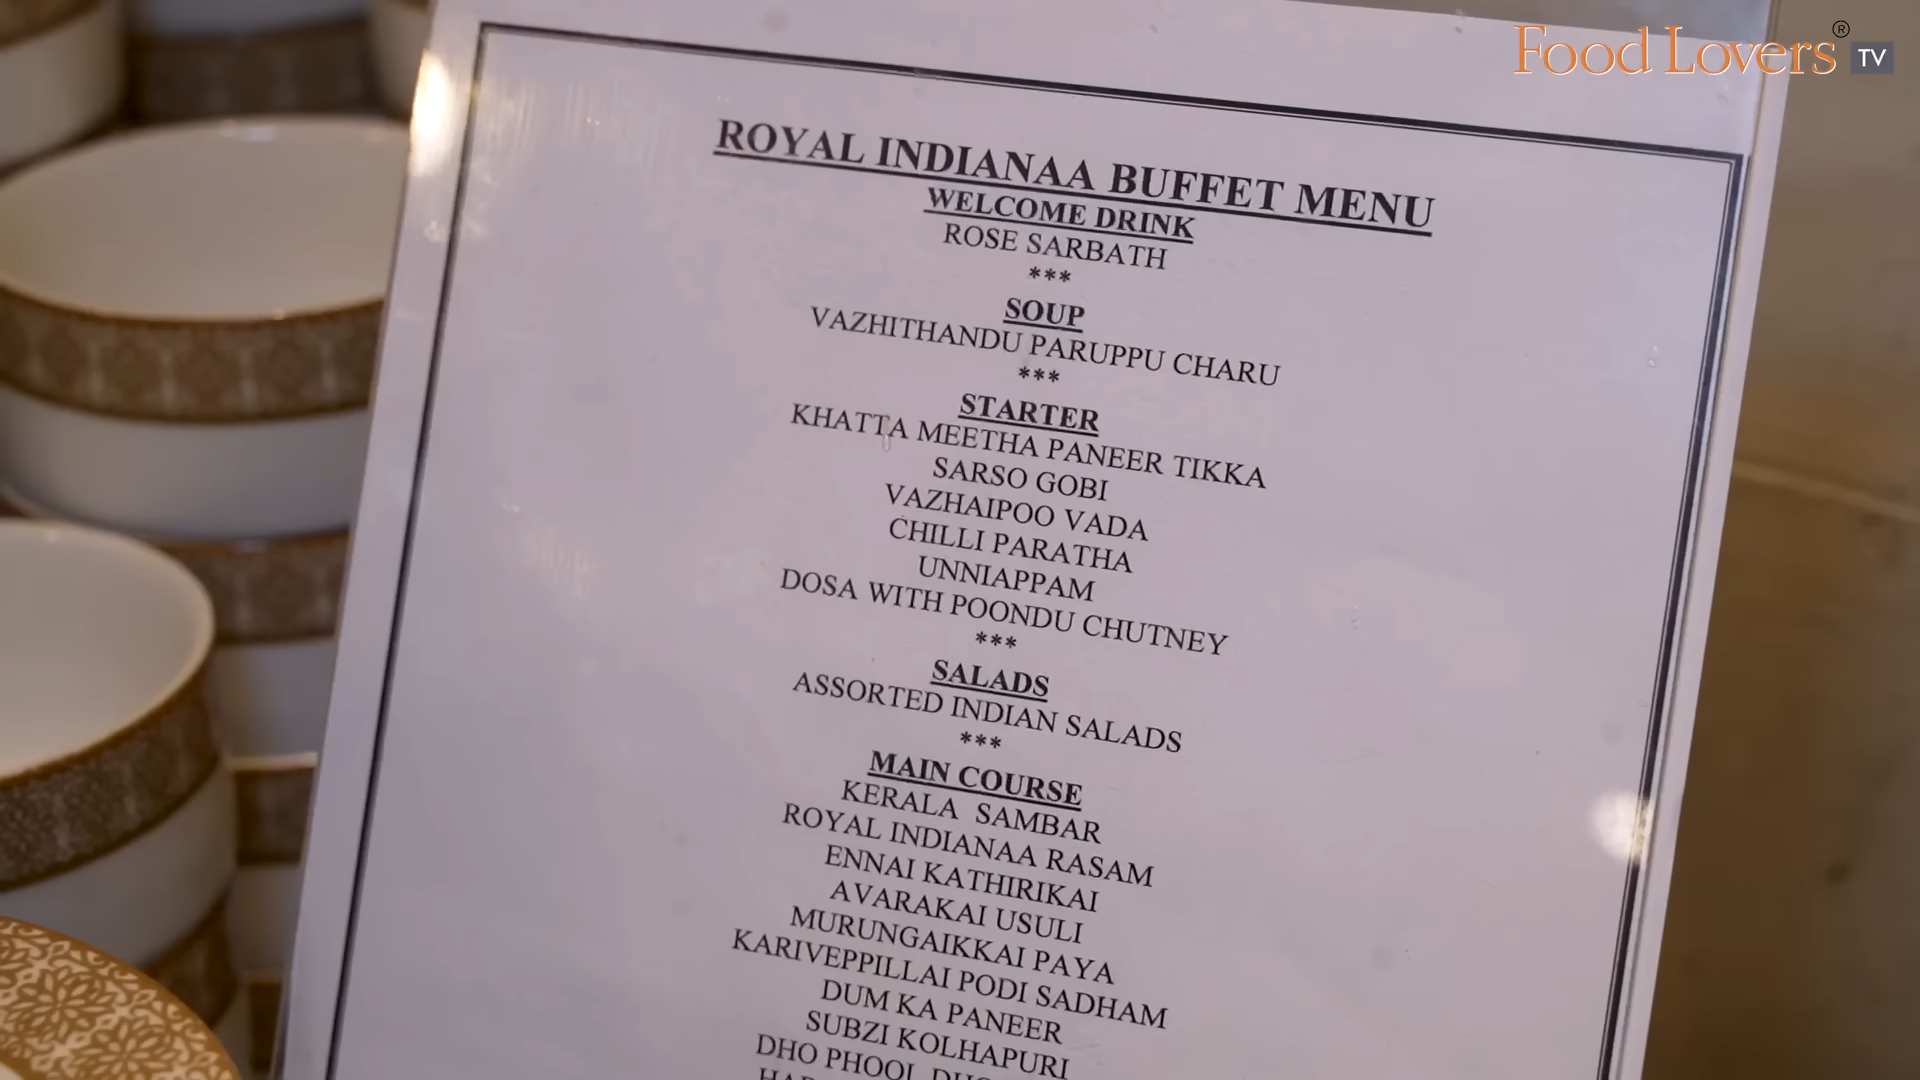 Food Lovers® TV
ROYAL INDIANAA BUFFET MENU
WELCOME DRINK
ROSE SARBATH
***
SOUP
VAZHITHANDU PARUPPU CHARU
***
STARTER
KHATTA MEETHA PANEER TIKKA
SARSO GOBI
VAZHAIPOO VADA
CHILLI PARATHA
UNNIAPPAM
DOSA WITH POONDU CHUTNEY
***
SALADS
ASSORTED INDIAN SALADS
***
MAIN COURSE
KERALA SAMBAR
ROYAL INDIANAA RASAM
ENNAI KATHIRIKAI
AVARAKAI USULI
MURUNGAIKKAI PAYA
KARIVEPPILLAI PODI SADHAM
DUM KA PANEER
SUBZI KOLHAPURI
DHO PHOOL